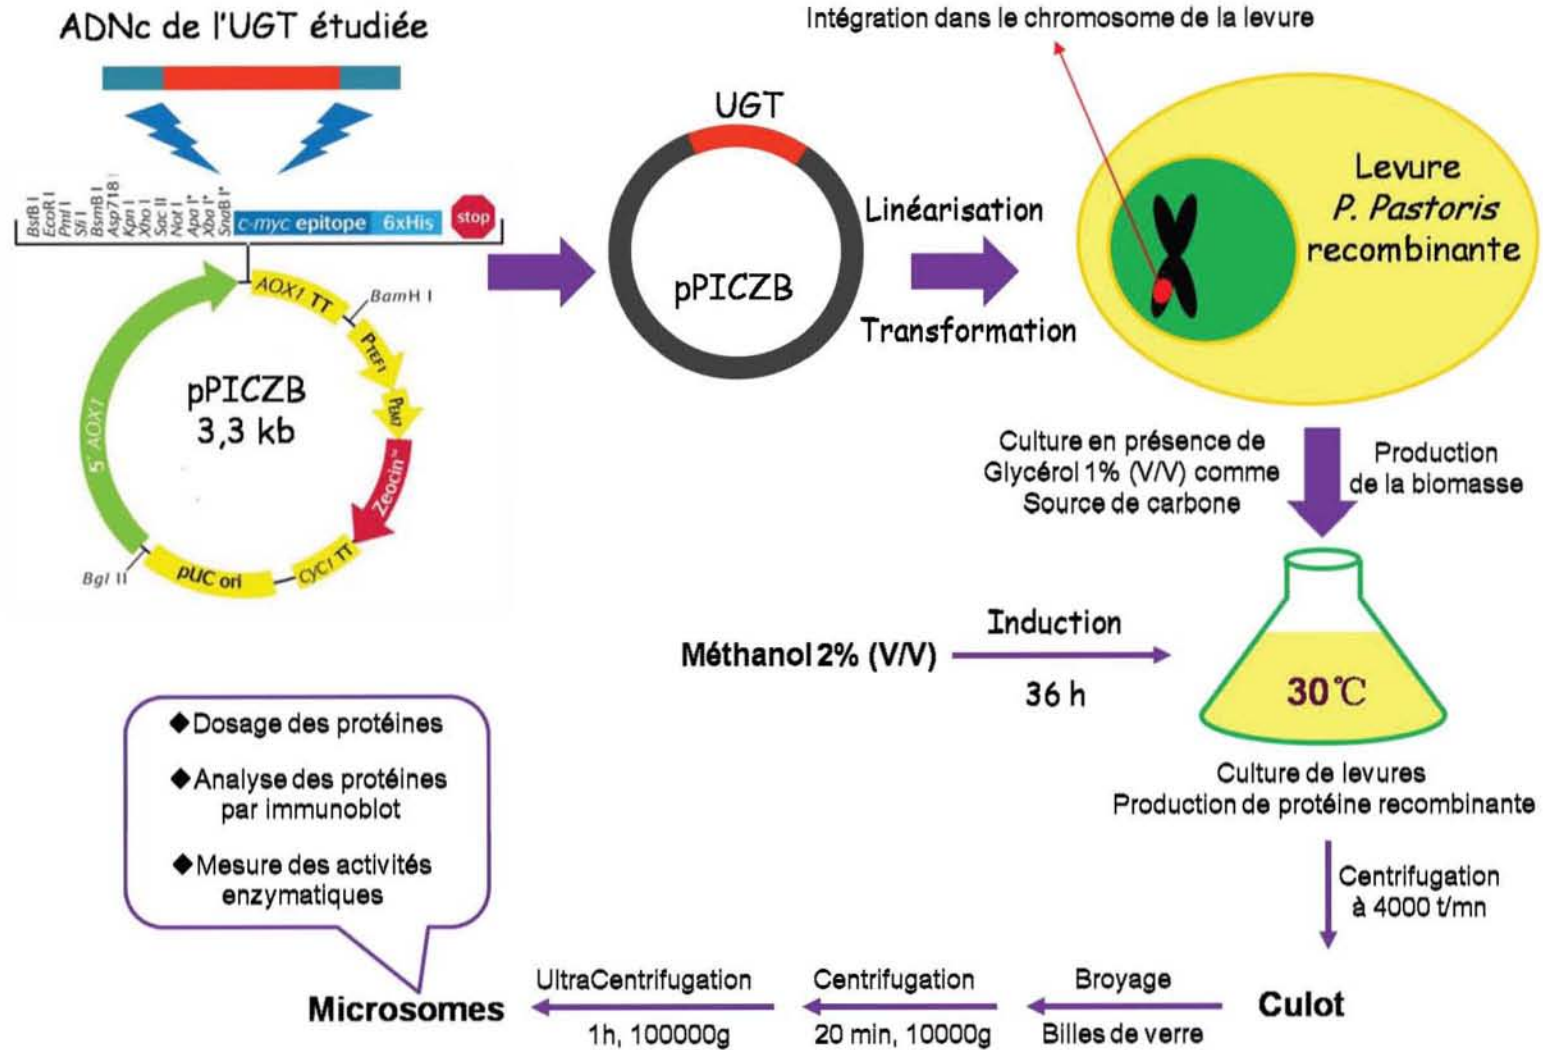 ADNc de l'UGT étudiée
Intégration dans le chromosome de la levure
BstB I
EcoR I
Pml I
Sfi I
BsmB I
Asp718 I
Kpn I
Xho I
Sac II
Not I
Apa I*
Xba I*
SnaB I*
c-myc epitope
6xHis
stop
AOX1 TT
BamH I
PTEF1
PEM7
Zeocin™
CYC1 TT
pUC ori
Bgl II
5' AOX1
pPICZB
3,3 kb
UGT
pPICZB
Linéarisation
Transformation
Levure
P. Pastoris
recombinante
Culture en présence de
Glycérol 1% (V/V) comme
Source de carbone
Production
de la biomasse
Méthanol 2% (V/V)
Induction
36 h
30°C
Culture de levures
Production de protéine recombinante
Centrifugation
à 4000 t/mn
Culot
Broyage
Billes de verre
Centrifugation
20 min, 10000g
UltraCentrifugation
1h, 100000g
Microsomes
◆Dosage des protéines
◆Analyse des protéines
par immunoblot
◆Mesure des activités
enzymatiques